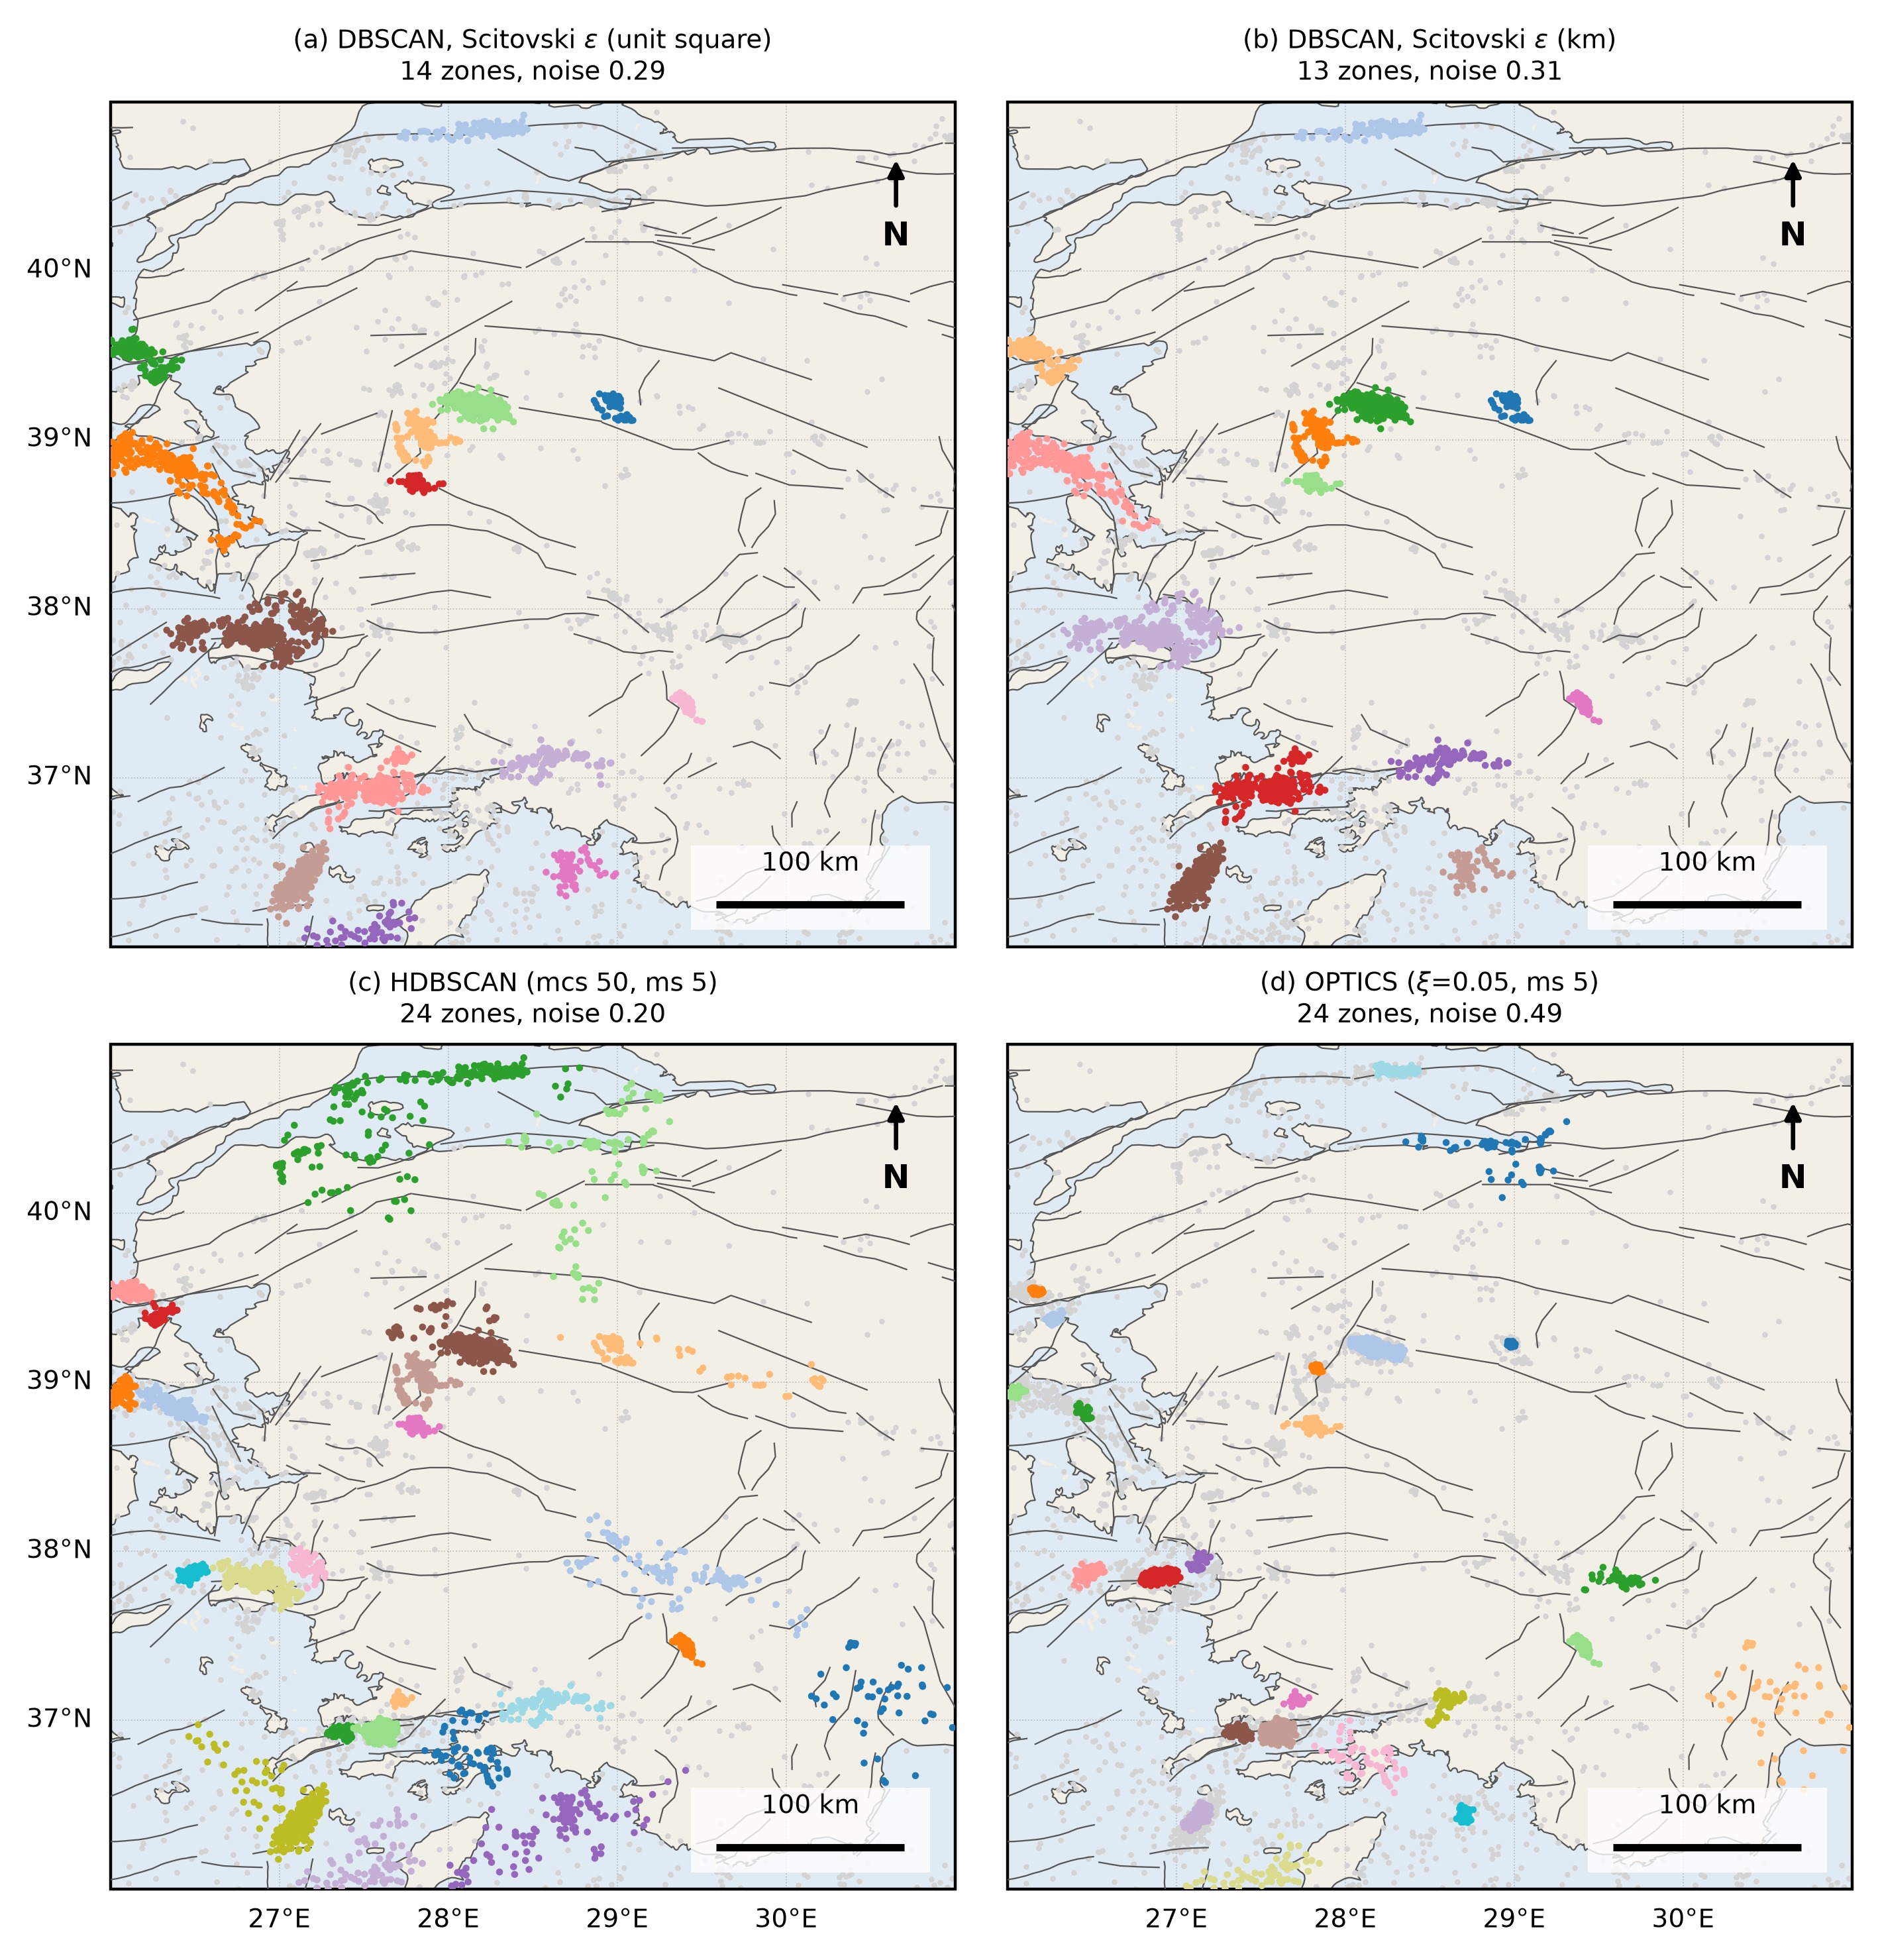 (a) DBSCAN, Scitovski ε (unit square)
14 zones, noise 0.29
(b) DBSCAN, Scitovski ε (km)
13 zones, noise 0.31
N
N
40°N
39°N
38°N
37°N
100 km
100 km
(c) HDBSCAN (mcs 50, ms 5)
24 zones, noise 0.20
(d) OPTICS (ξ=0.05, ms 5)
24 zones, noise 0.49
N
N
40°N
39°N
38°N
37°N
100 km
100 km
27°E 28°E 29°E 30°E
27°E 28°E 29°E 30°E